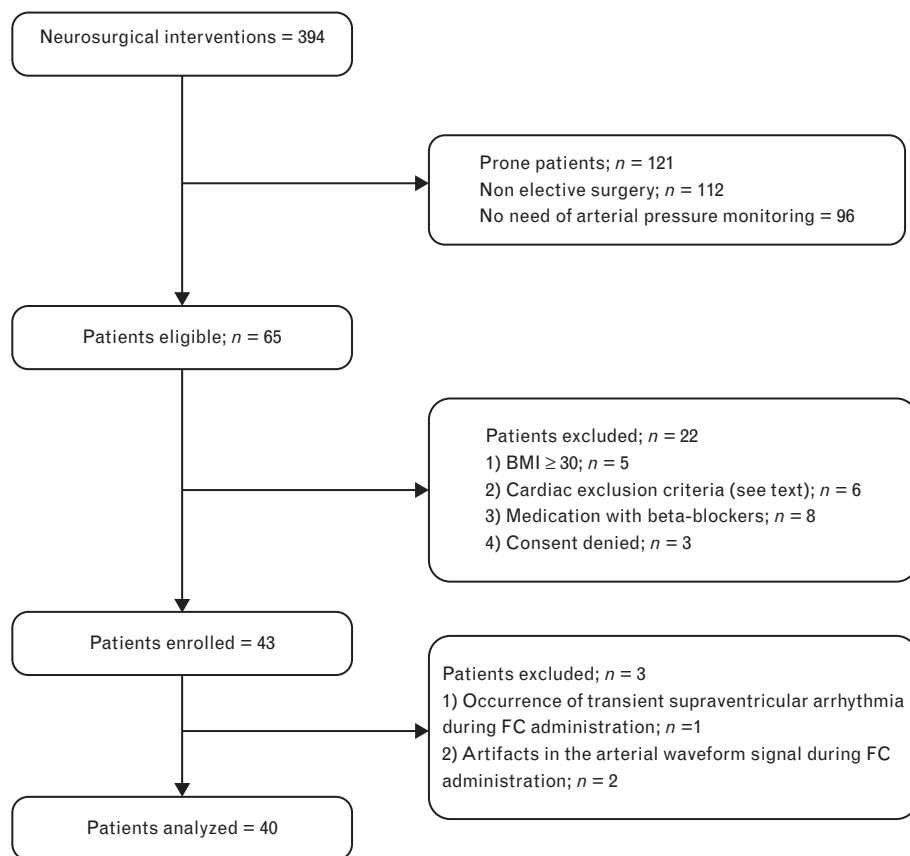 Neurosurgical interventions = 394
Prone patients; n = 121
Non elective surgery; n = 112
No need of arterial pressure monitoring = 96
Patients eligible; n = 65
Patients excluded; n = 22
1) BMI ≥ 30; n = 5
2) Cardiac exclusion criteria (see text); n = 6
3) Medication with beta-blockers; n = 8
4) Consent denied; n = 3
Patients enrolled = 43
Patients excluded; n = 3
1) Occurrence of transient supraventricular arrhythmia
during FC administration; n =1
2) Artifacts in the arterial waveform signal during FC
administration; n = 2
Patients analyzed = 40